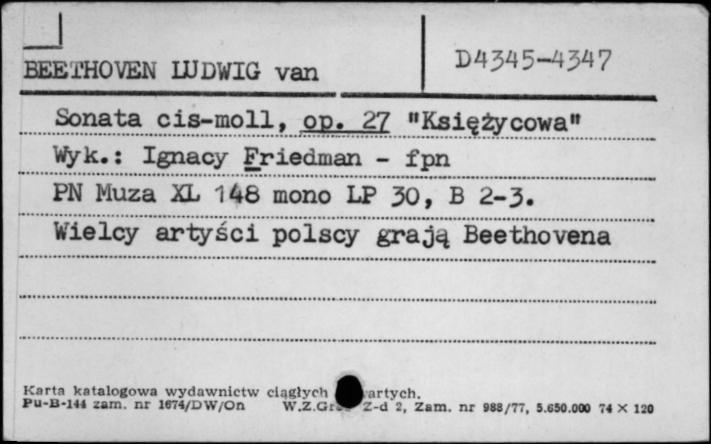 D4345-4347
BEETHOVEN LUDWIG van
Sonata cis-moll, op. 27 "Księżycowa"
Wyk.: Ignacy Friedman - fpn
PN Muza XL 148 mono LP 30, B 2-3.
Wielcy artyści polscy grają Beethovena
Karta katalogowa wydawnictw ciągłych
Pu-B-144 zam. nr 1674/DW/On W.Z.Graf Z-d 2, Zam. nr 988/77, 5.650.000 74 × 120